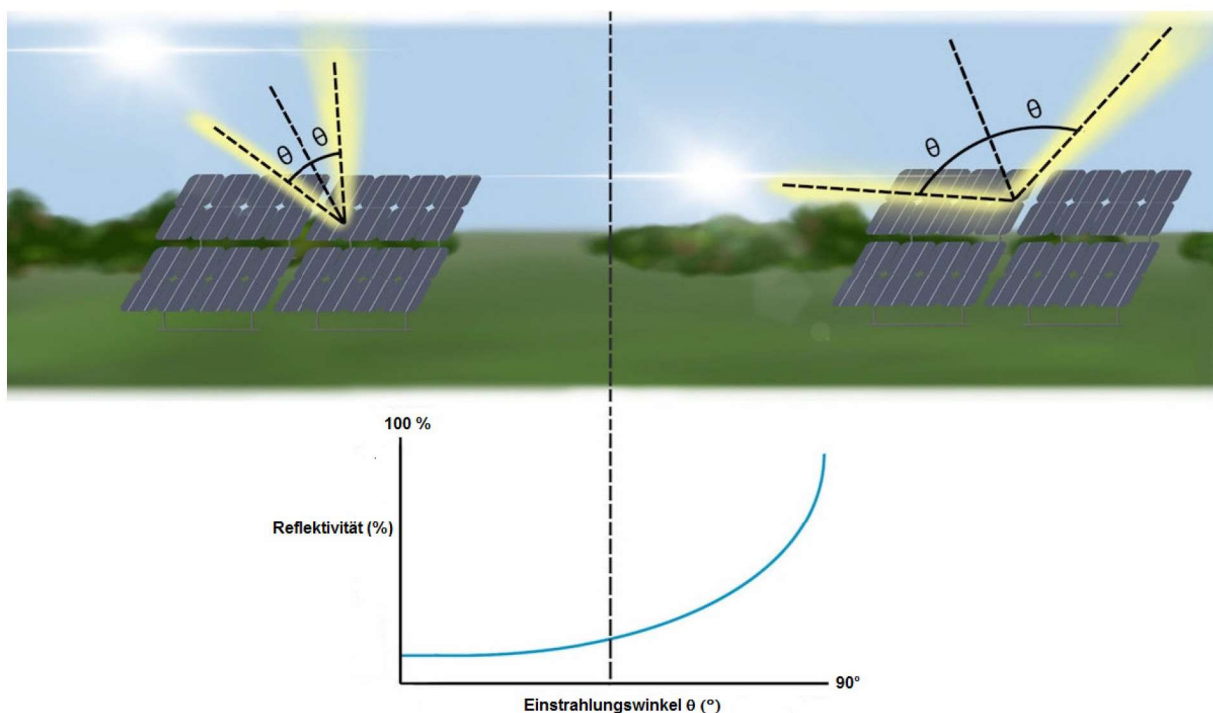 θ
θ
θ
θ
100 %
Reflektivität (%)
90°
Einstrahlungswinkel θ (°)